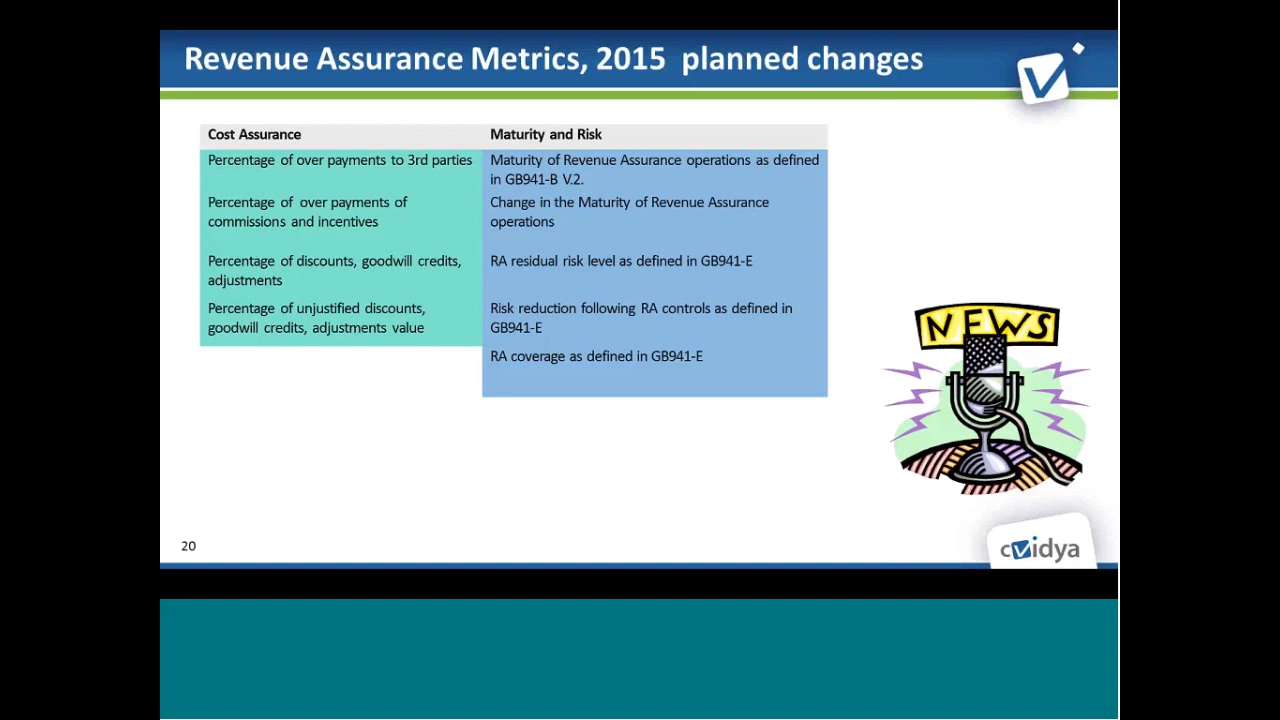 Revenue Assurance Metrics, 2015 planned changes
Cost Assurance
Maturity and Risk
Percentage of over payments to 3rd parties
Maturity of Revenue Assurance operations as defined
in GB941-B V.2.
Percentage of over payments of
commissions and incentives
Change in the Maturity of Revenue Assurance
operations
Percentage of discounts, goodwill credits,
adjustments
RA residual risk level as defined in GB941-E
Percentage of unjustified discounts,
goodwill credits, adjustments value
Risk reduction following RA controls as defined in
GB941-E
RA coverage as defined in GB941-E
NEWS
20
cvidya